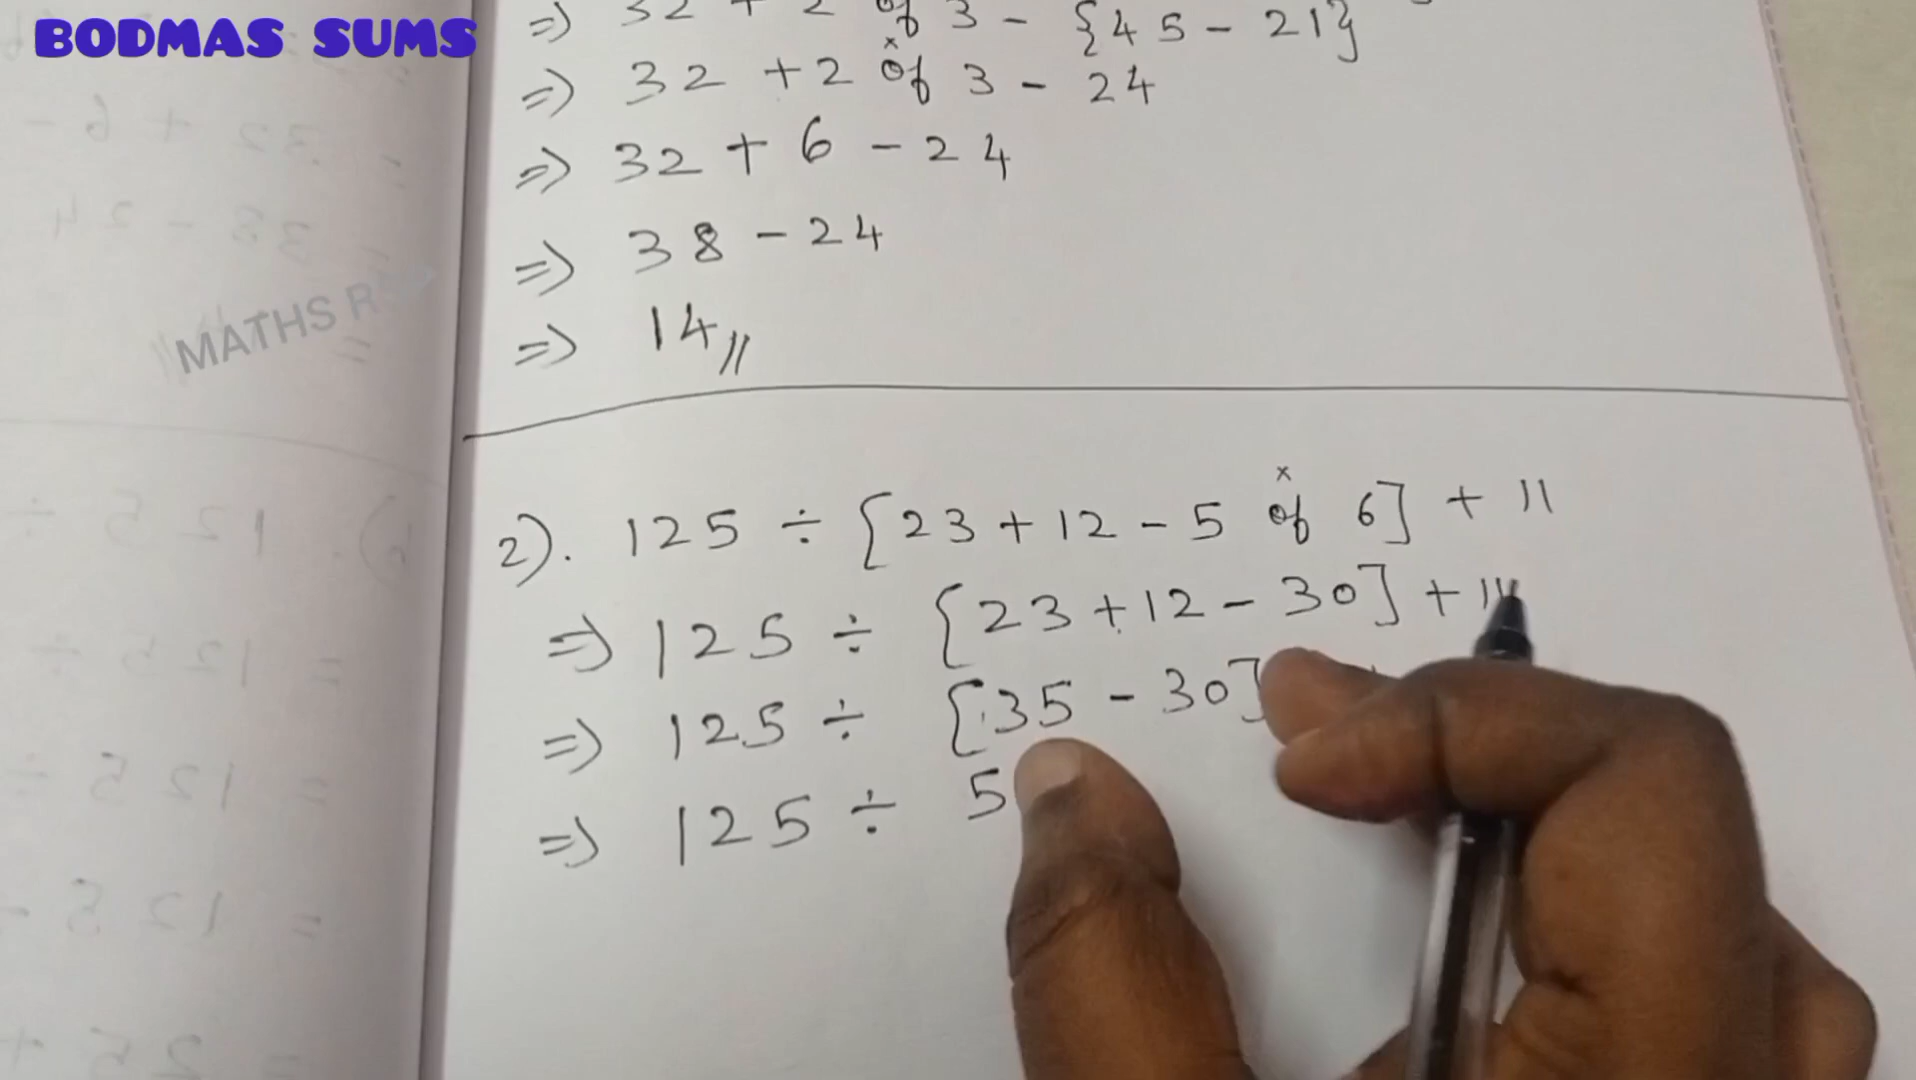 BODMAS SUMS
=> 32 + 2 of 3 - {45 - 21}
x
=> 32 + 2 of 3 - 24
=> 32 + 6 - 24
=> 38 - 24
=> 14 //
MATHS
x
2). 125 ÷ [23 + 12 - 5 of 6] + 11
=> 125 ÷ [23 + 12 - 30] + 11
=> 125 ÷ [35 - 30]
=> 125 ÷ 5